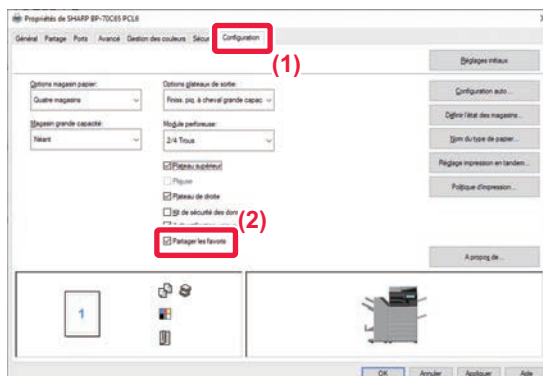 Propriétés de SHARP BP-70C65 PCL6
Général Partage Ports Avancé Gestion des couleurs Sécur Configuration
(1)
Réglages initiaux
Options magasin papier:
Options plateaux de sortie:
Quatre magasins
Finiss. piq. à cheval grande capac
Configuration auto...
Magasin grande capacité:
Module perforeuse:
Définir l'état des magasins...
Néant
2/4 Trous
Nom du type de papier...
Plateau supérieur
Réglage impression en tandem...
Plieuse
Politique d'impression...
Plateau de droite
Kit de sécurité des donn
(2)
Partager les favoris
A propos de...
1
OK Annuler Appliquer Aide